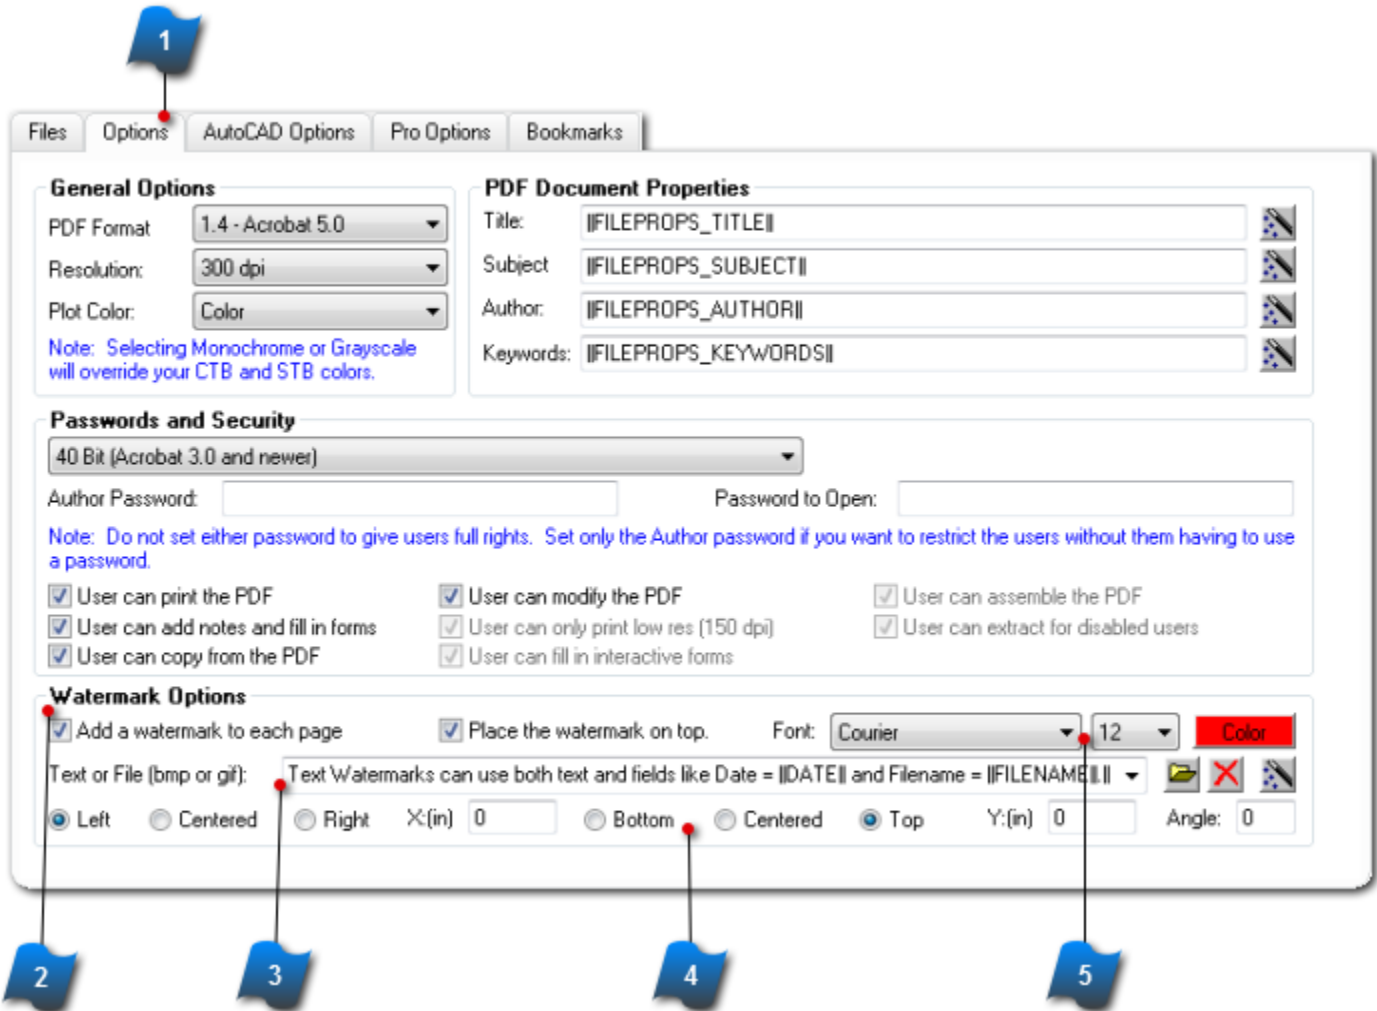 1
Files Options AutoCAD Options Pro Options Bookmarks
General Options
PDF Format 1.4 - Acrobat 5.0
Resolution: 300 dpi
Plot Color: Color
Note: Selecting Monochrome or Grayscale
will override your CTB and STB colors.
PDF Document Properties
Title: ||FILEPROPS_TITLE||
Subject ||FILEPROPS_SUBJECT||
Author: ||FILEPROPS_AUTHOR||
Keywords: ||FILEPROPS_KEYWORDS||
Passwords and Security
40 Bit (Acrobat 3.0 and newer)
Author Password: Password to Open:
Note: Do not set either password to give users full rights. Set only the Author password if you want to restrict the users without them having to use
a password.
User can print the PDF User can modify the PDF User can assemble the PDF
User can add notes and fill in forms User can only print low res (150 dpi) User can extract for disabled users
User can copy from the PDF User can fill in interactive forms
Watermark Options
Add a watermark to each page Place the watermark on top. Font: Courier 12 Color
Text or File (bmp or gif): Text Watermarks can use both text and fields like Date = ||DATE|| and Filename = ||FILENAME||.||
Left Centered Right X:(in) 0 Bottom Centered Top Y:(in) 0 Angle: 0
2 3 4 5